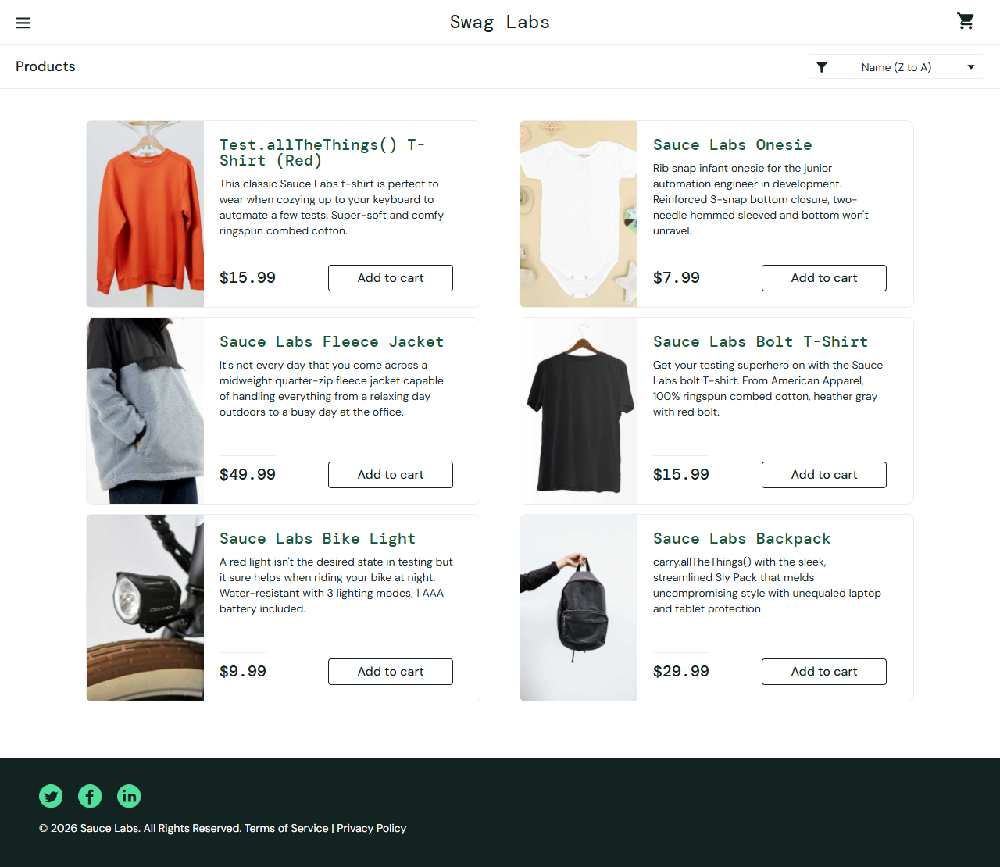 Swag Labs
Products
Name (Z to A)
Test.allTheThings() T-
Shirt (Red)
This classic Sauce Labs t-shirt is perfect to
wear when cozying up to your keyboard to
automate a few tests. Super-soft and comfy
ringspun combed cotton.
$15.99
Add to cart
Sauce Labs Onesie
Rib snap infant onesie for the junior
automation engineer in development.
Reinforced 3-snap bottom closure, two-
needle hemmed sleeved and bottom won't
unravel.
$7.99
Add to cart
Sauce Labs Fleece Jacket
It's not every day that you come across a
midweight quarter-zip fleece jacket capable
of handling everything from a relaxing day
outdoors to a busy day at the office.
$49.99
Add to cart
Sauce Labs Bolt T-Shirt
Get your testing superhero on with the Sauce
Labs bolt T-shirt. From American Apparel,
100% ringspun combed cotton, heather gray
with red bolt.
$15.99
Add to cart
Sauce Labs Bike Light
A red light isn't the desired state in testing but
it sure helps when riding your bike at night.
Water-resistant with 3 lighting modes, 1 AAA
battery included.
$9.99
Add to cart
Sauce Labs Backpack
carry.allTheThings() with the sleek,
streamlined Sly Pack that melds
uncompromising style with unequaled laptop
and tablet protection.
$29.99
Add to cart
© 2026 Sauce Labs. All Rights Reserved. Terms of Service | Privacy Policy